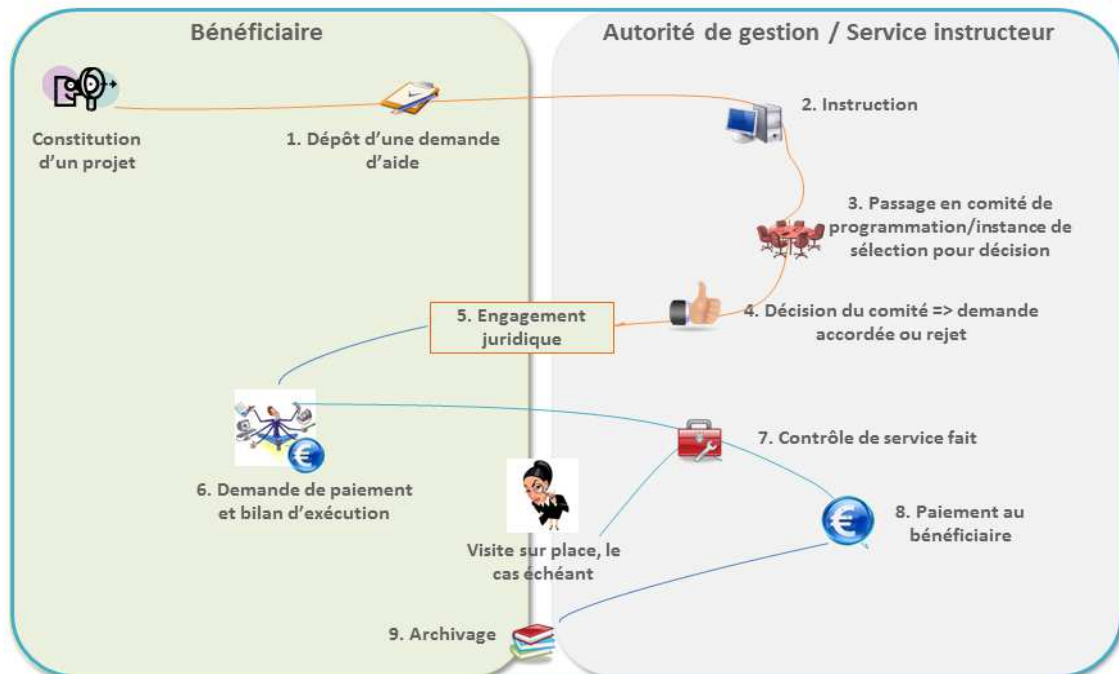 Bénéficiaire
Autorité de gestion / Service instructeur
Constitution
d'un projet
1. Dépôt d'une demande
d'aide
2. Instruction
3. Passage en comité de
programmation/instance de
sélection pour décision
4. Décision du comité => demande
accordée ou rejet
5. Engagement
juridique
6. Demande de paiement
et bilan d'exécution
7. Contrôle de service fait
Visite sur place, le
cas échéant
8. Paiement au
bénéficiaire
9. Archivage